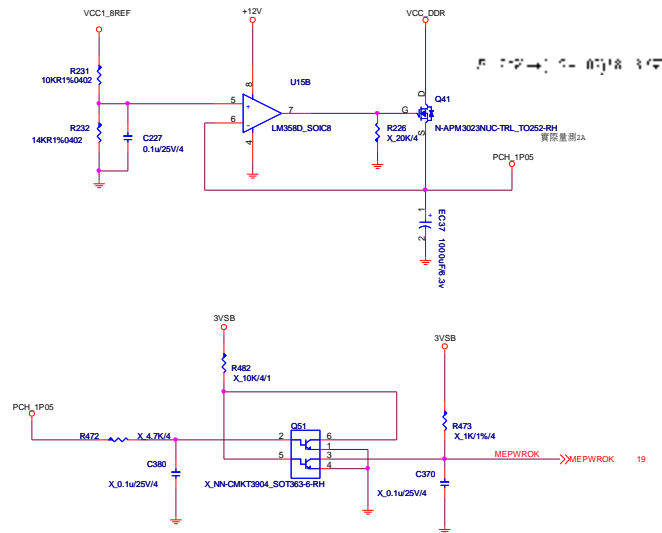 VCC1_8REF
+12V
VCC_DDR
R231
10KR1%0402
R232
14KR1%0402
C227
0.1u/25V/4
8
5
+
6
-
4
7
U15B
LM358D_SOIC8
R226
X_20K/4
D
G
S
Q41
N-APM3023NUC-TRL_TO252-RH
實際量測2A
PCH_1P05
1
+
2
EC37 1000uF/6.3v
3VSB
3VSB
R482
X_10K/4/1
PCH_1P05
R472
X_4.7K/4
C380
X_0.1u/25V/4
Q51
2
5
6
1
3
4
X_NN-CMKT3904_SOT363-6-RH
R473
X_1K/1%/4
C370
X_0.1u/25V/4
MEPWROK
MEPWROK 19